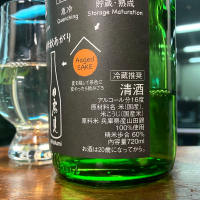 急冷
Quenching
貯蔵・熟成
Storage Maturation
Aged
SAKE
冷蔵推奨
清酒
アルコール分16度
原材料名 米(国産)、
米こうじ(国産米)
原料米 兵庫県産山田錦
100%使用
精米歩合 60%
内容量720ml
お酒は20歳になってから。